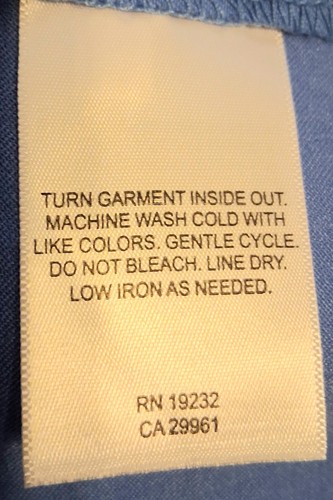 TURN GARMENT INSIDE OUT.
MACHINE WASH COLD WITH
LIKE COLORS. GENTLE CYCLE.
DO NOT BLEACH. LINE DRY.
LOW IRON AS NEEDED.
RN 19232
CA 29961